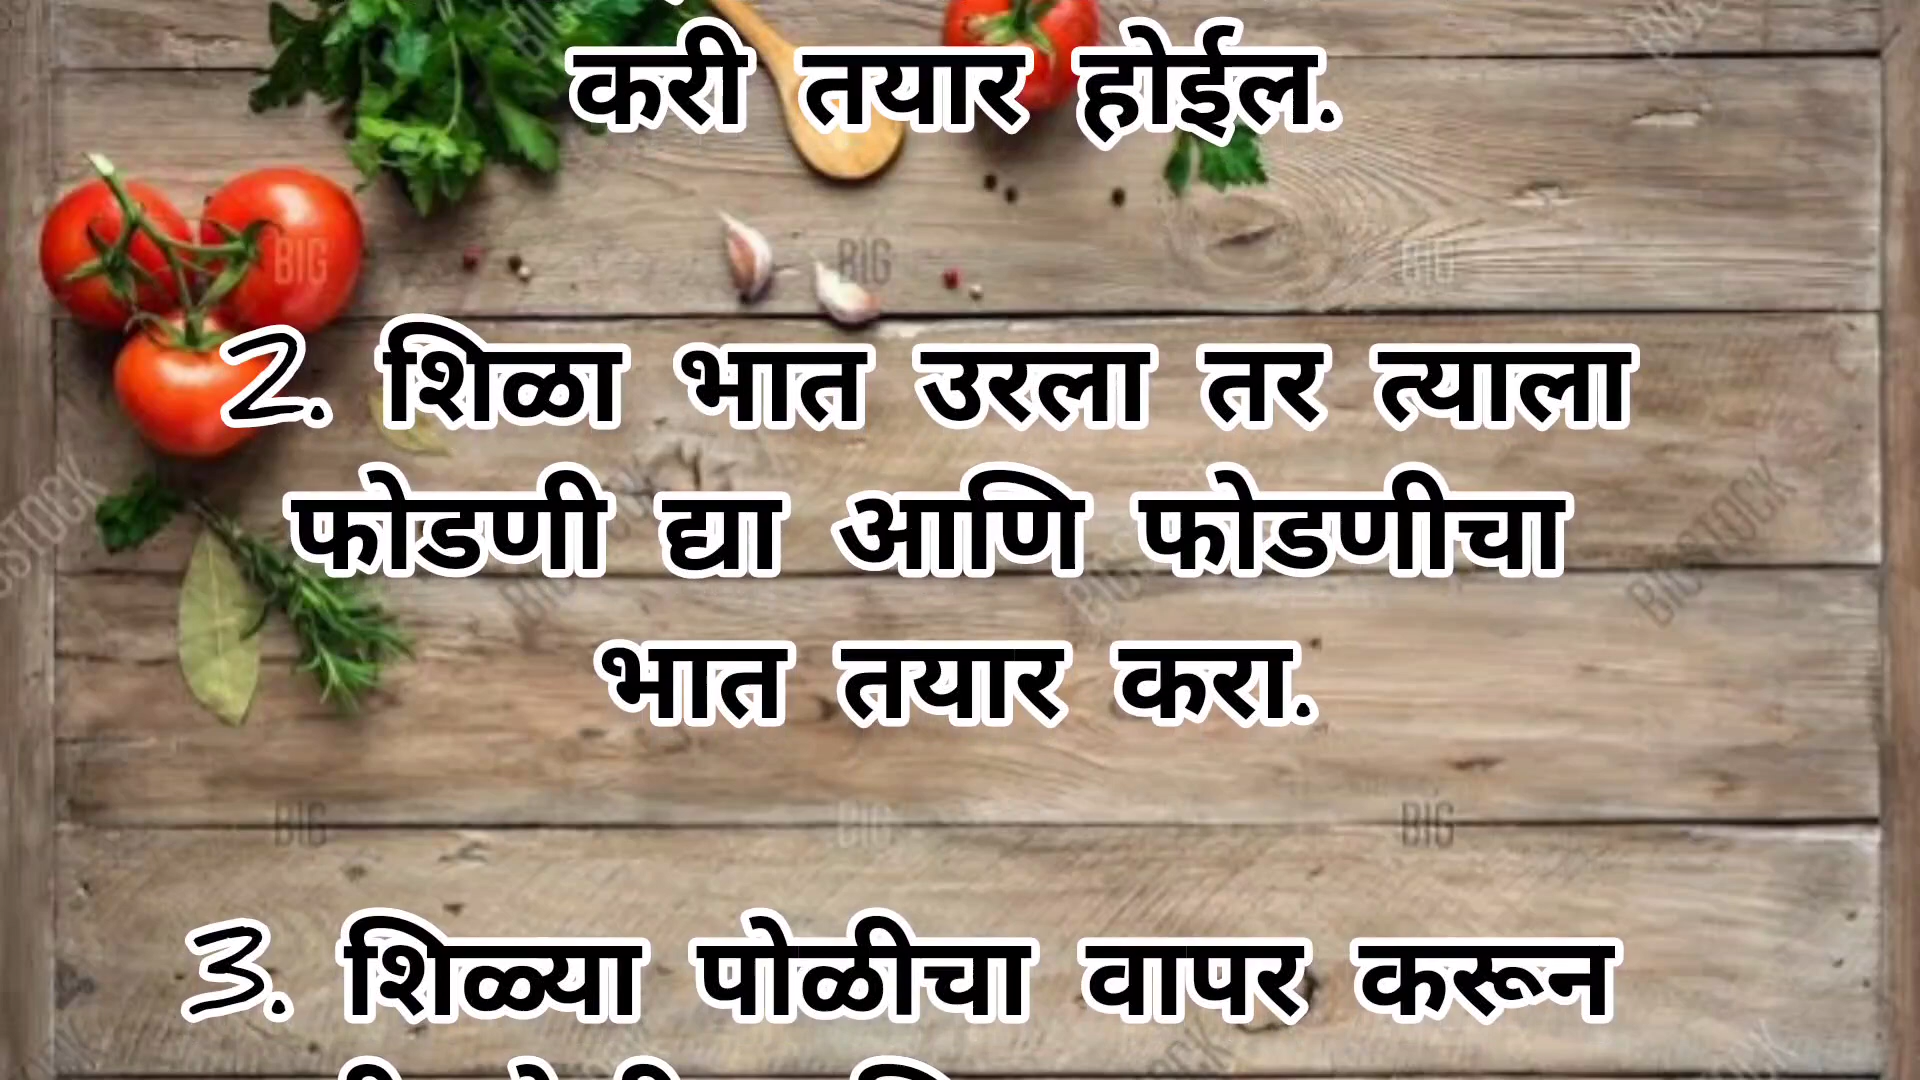 करी तयार होईल.
2. शिळा भात उरला तर त्याला
फोडणी द्या आणि फोडणीचा
भात तयार करा.
3. शिळ्या पोळीचा वापर करून